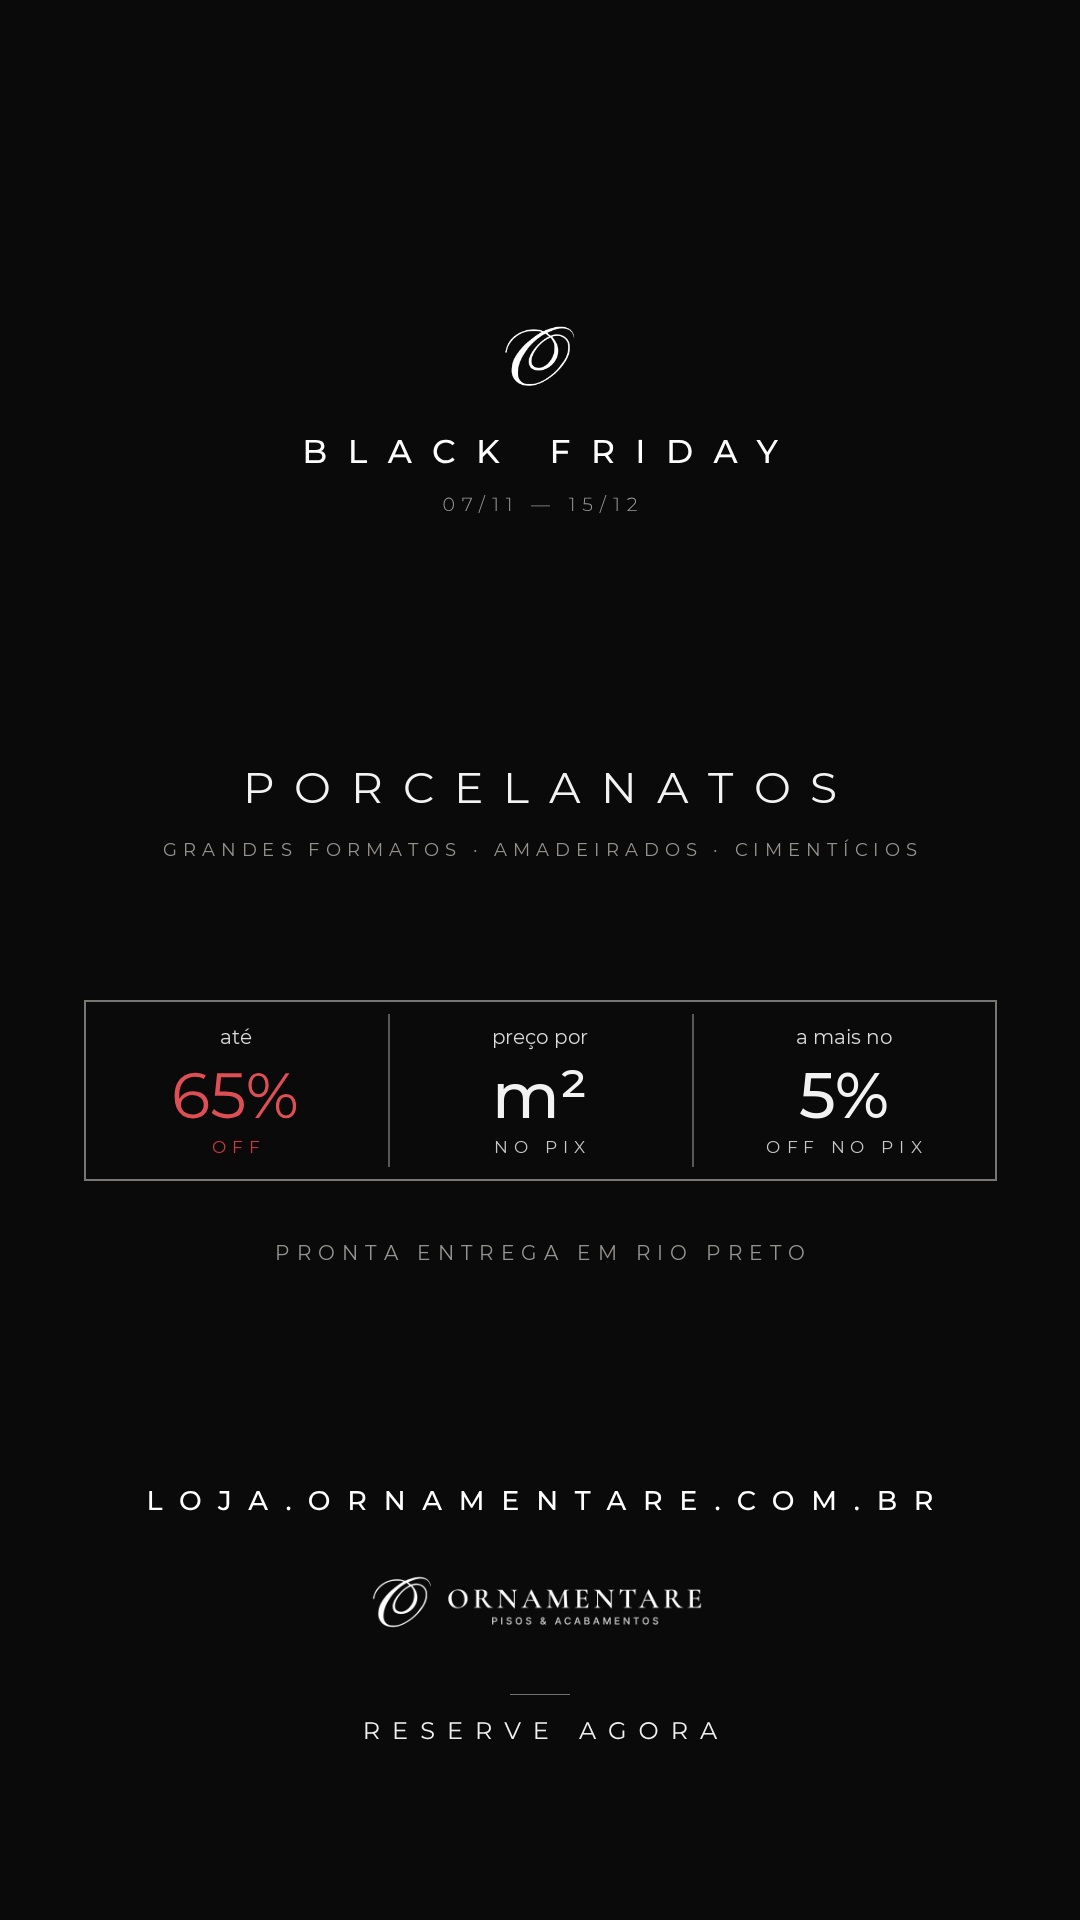 O
BLACK FRIDAY
07/11 — 15/12
PORCELANATOS
GRANDES FORMATOS · AMADEIRADOS · CIMENTÍCIOS
até
65%
OFF
preço por
m²
NO PIX
a mais no
5%
OFF NO PIX
PRONTA ENTREGA EM RIO PRETO
LOJA.ORNAMENTARE.COM.BR
O ORNAMENTARE
PISOS & ACABAMENTOS
RESERVE AGORA